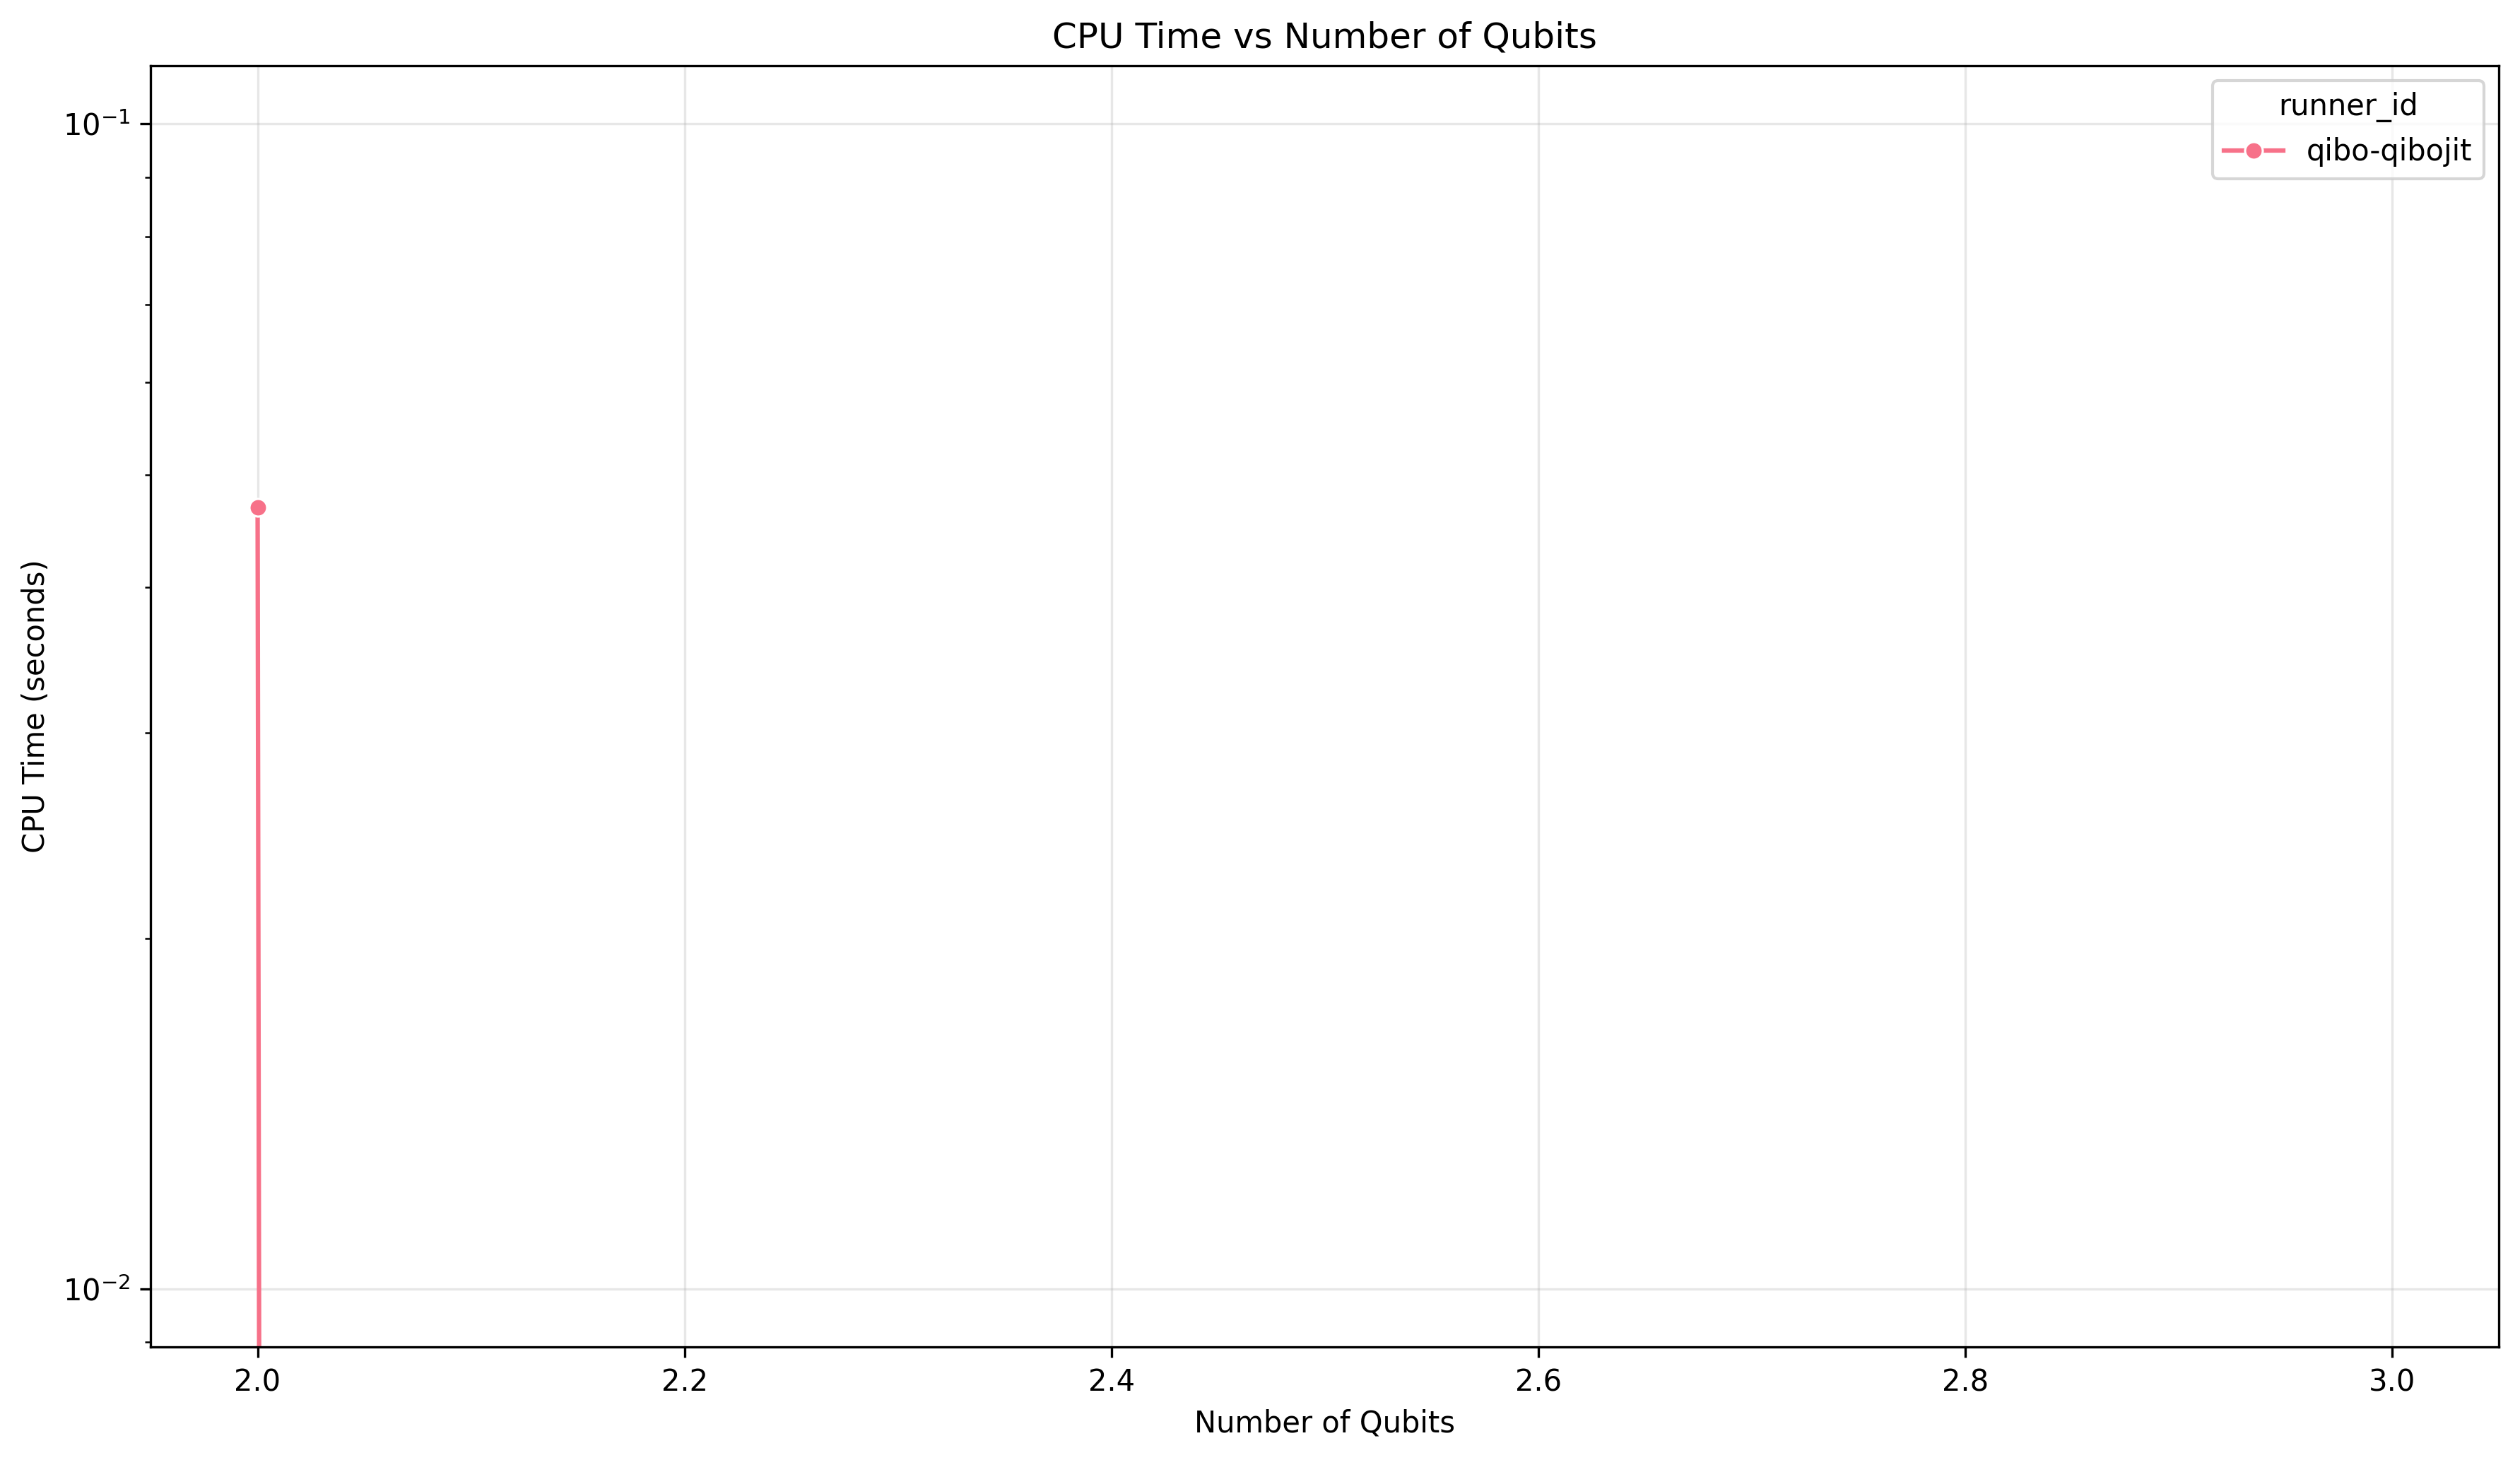 CPU Time vs Number of Qubits
runner_id
qibo-qibojit
CPU Time (seconds)
10⁻¹
10⁻²
2.0 2.2 2.4 2.6 2.8 3.0
Number of Qubits